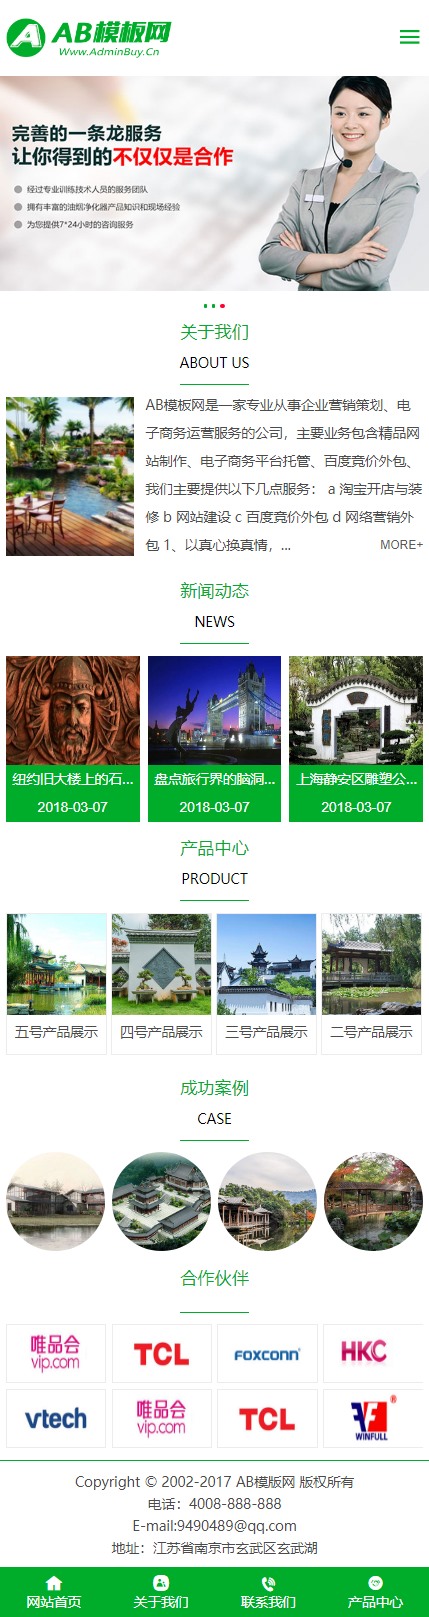 AB模板网
Www.AdminBuy.Cn
完善的一条龙服务
让你得到的不仅仅是合作
经过专业训练技术人员的服务团队
拥有丰富的油烟净化器产品知识和现场经验
为您提供7*24小时的咨询服务
关于我们
ABOUT US
AB模板网是一家专业从事企业营销策划、电
子商务运营服务的公司，主要业务包含精品网
站制作、电子商务平台托管、百度竞价外包、
我们主要提供以下几点服务： a 淘宝开店与装
修 b 网站建设 c 百度竞价外包 d 网络营销外
包 1、以真心换真情，... MORE+
新闻动态
NEWS
纽约旧大楼上的石... 盘点旅行界的脑洞... 上海静安区雕塑公...
2018-03-07 2018-03-07 2018-03-07
产品中心
PRODUCT
五号产品展示 四号产品展示 三号产品展示 二号产品展示
成功案例
CASE
合作伙伴
唯品会
vip.com TCL FOXCONN HKC
vtech 唯品会
vip.com TCL WINFULL
Copyright © 2002-2017 AB模版网 版权所有
电话：4008-888-888
E-mail:9490489@qq.com
地址：江苏省南京市玄武区玄武湖
网站首页 关于我们 联系我们 产品中心